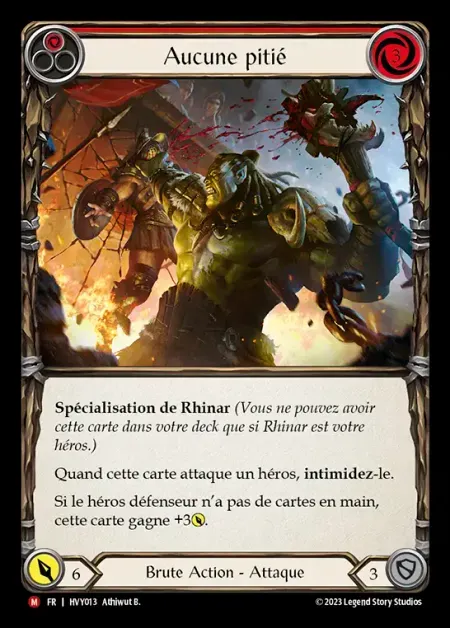 Aucune pitié
3
Spécialisation de Rhinar (Vous ne pouvez avoir
cette carte dans votre deck que si Rhinar est votre
héros.)
Quand cette carte attaque un héros, intimidez-le.
Si le héros défenseur n'a pas de cartes en main,
cette carte gagne +3.
6
Brute Action - Attaque
3
M FR | HVY013 Athiwut B.
© 2023 Legend Story Studios